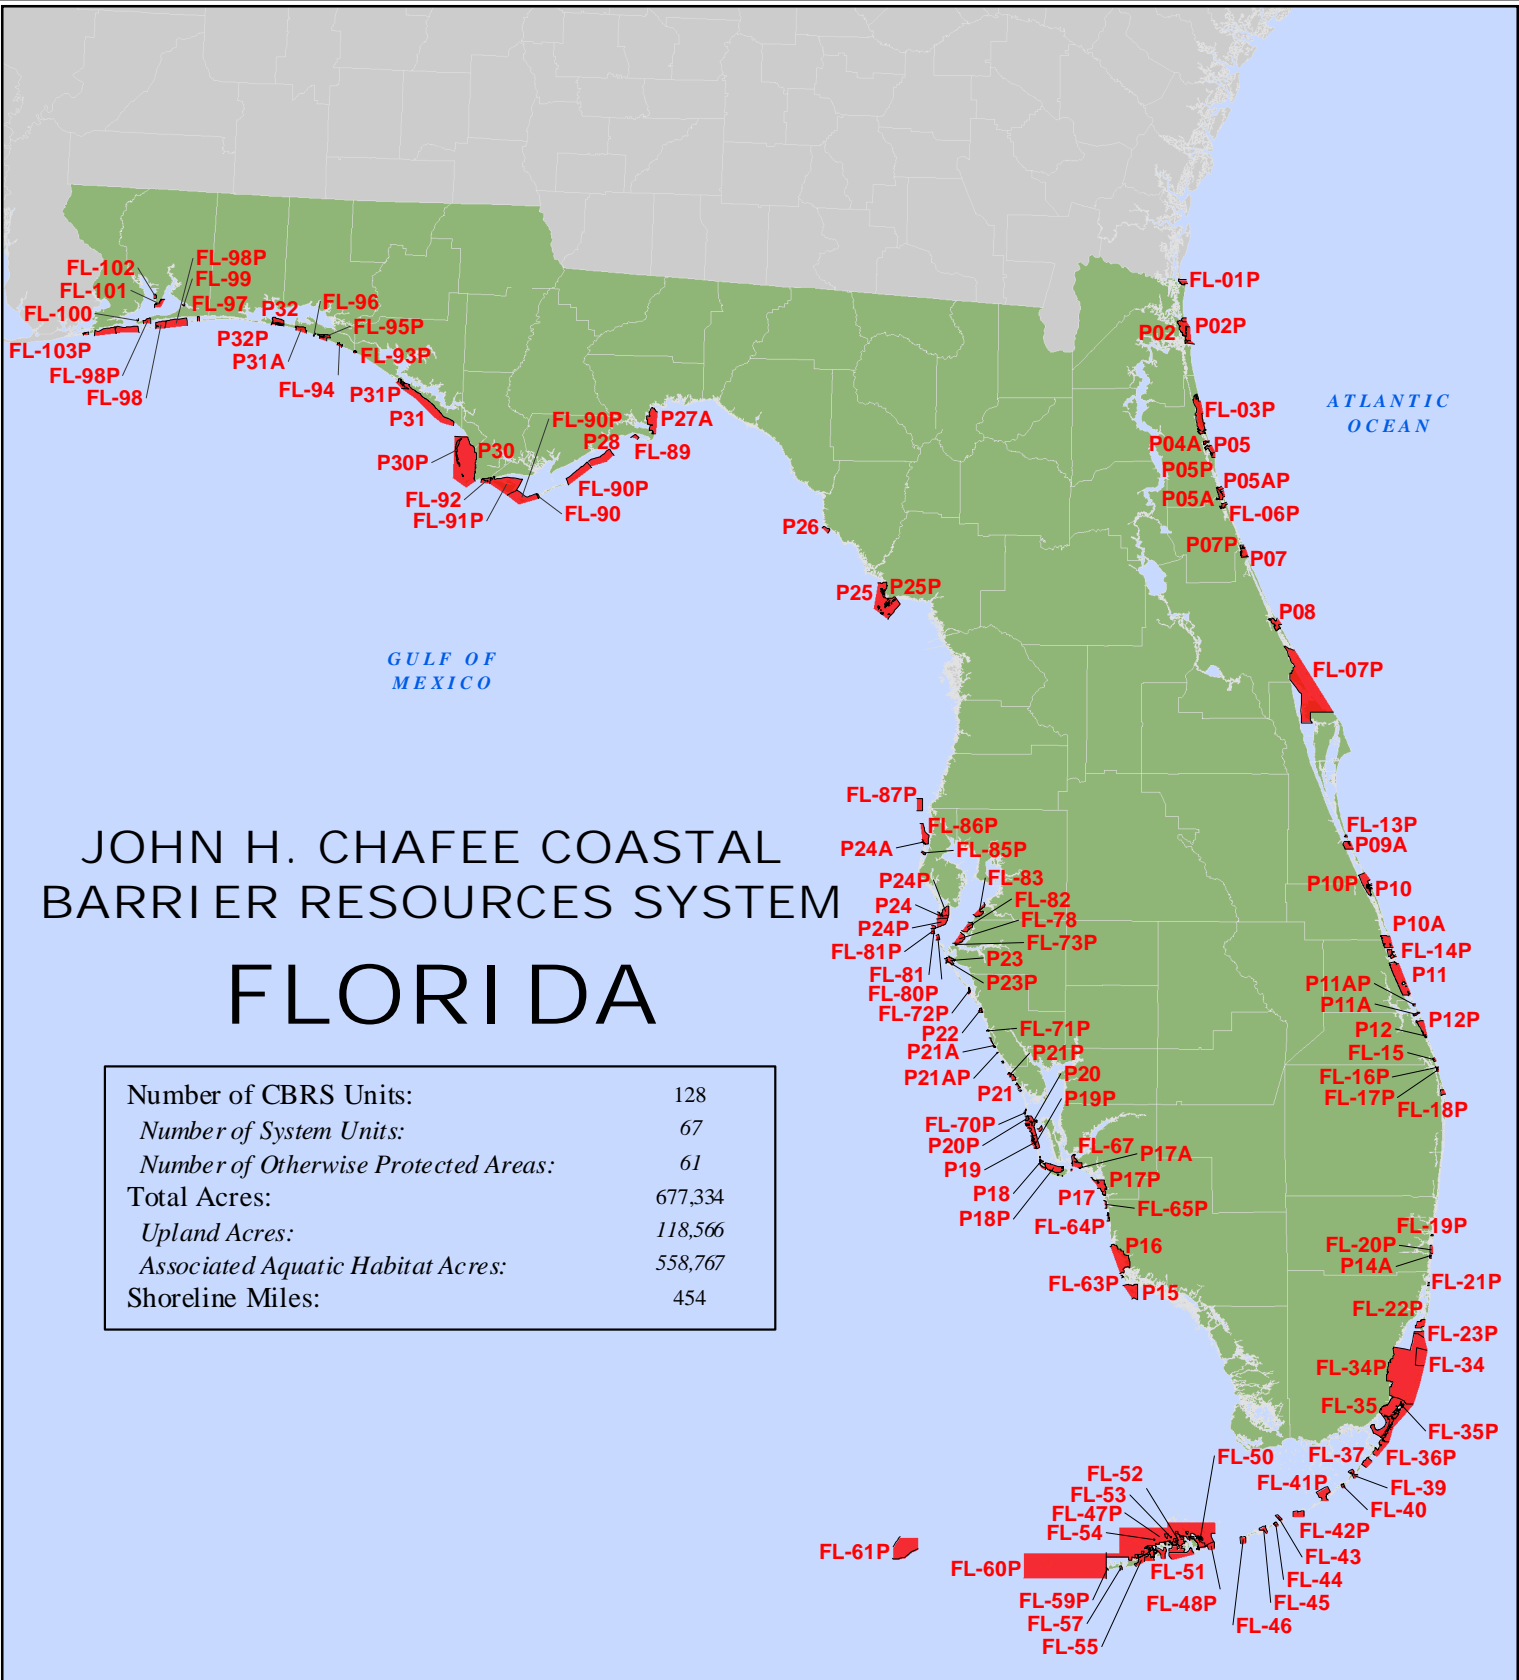 FL-98P
FL-102
FL-99
FL-101
FL-97
FL-96
FL-100
P32
FL-95P
FL-103P
P32P
FL-93P
P31A
FL-98P
FL-94
FL-98
P31P
P31
FL-90P
P27A
P28
FL-89
P30
P30P
FL-90P
FL-92
FL-90
FL-91P
P26
P25
P25P
FL-01P
P02
P02P
ATLANTIC
OCEAN
FL-03P
P04A
P05
P05P
P05AP
P05A
FL-06P
P07P
P07
P08
FL-07P
GULF OF
MEXICO
FL-87P
FL-86P
P24A
FL-85P
JOHN H. CHAFEE COASTAL
BARRIER RESOURCES SYSTEM
FLORIDA
P24P
FL-83
FL-82
P24
FL-78
P24P
FL-73P
FL-81P
P23
FL-81
P23P
FL-80P
FL-72P
P22
FL-71P
P21A
P21P
P21AP
P20
P21
P19P
FL-70P
P20P
FL-67
P17A
P19
P17P
P18
P17
P18P
FL-65P
FL-64P
P16
FL-63P
P15
FL-13P
P09A
P10P
P10
P10A
FL-14P
P11
P11AP
P11A
P12P
P12
FL-15
FL-16P
FL-17P
FL-18P
FL-19P
FL-20P
P14A
FL-21P
FL-22P
FL-23P
FL-34P
FL-34
FL-35
FL-35P
FL-37
FL-36P
FL-50
FL-52
FL-41P
FL-39
FL-53
FL-40
FL-47P
FL-54
FL-42P
FL-61P
FL-43
FL-60P
FL-51
FL-44
FL-59P
FL-48P
FL-45
FL-57
FL-46
FL-55
Number of CBRS Units: 128
Number of System Units: 67
Number of Otherwise Protected Areas: 61
Total Acres: 677,334
Upland Acres: 118,566
Associated Aquatic Habitat Acres: 558,767
Shoreline Miles: 454